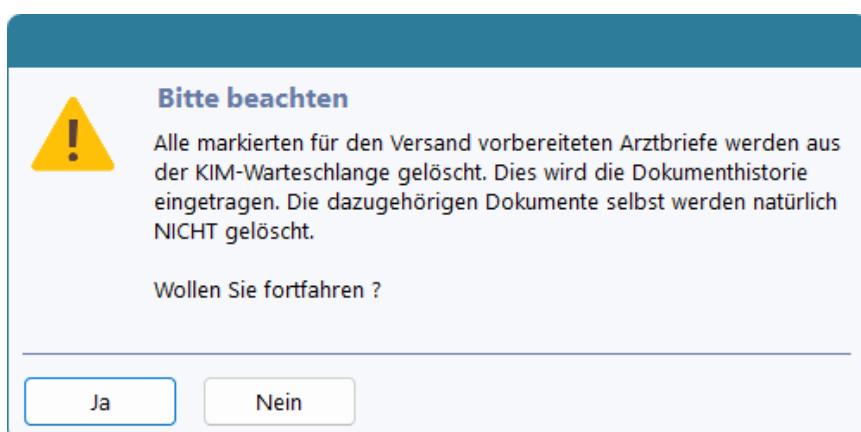 Bitte beachten
Alle markierten für den Versand vorbereiteten Arztbriefe werden aus
der KIM-Warteschlange gelöscht. Dies wird die Dokumenthistorie
eingetragen. Die dazugehörigen Dokumente selbst werden natürlich
NICHT gelöscht.
Wollen Sie fortfahren ?
Ja
Nein